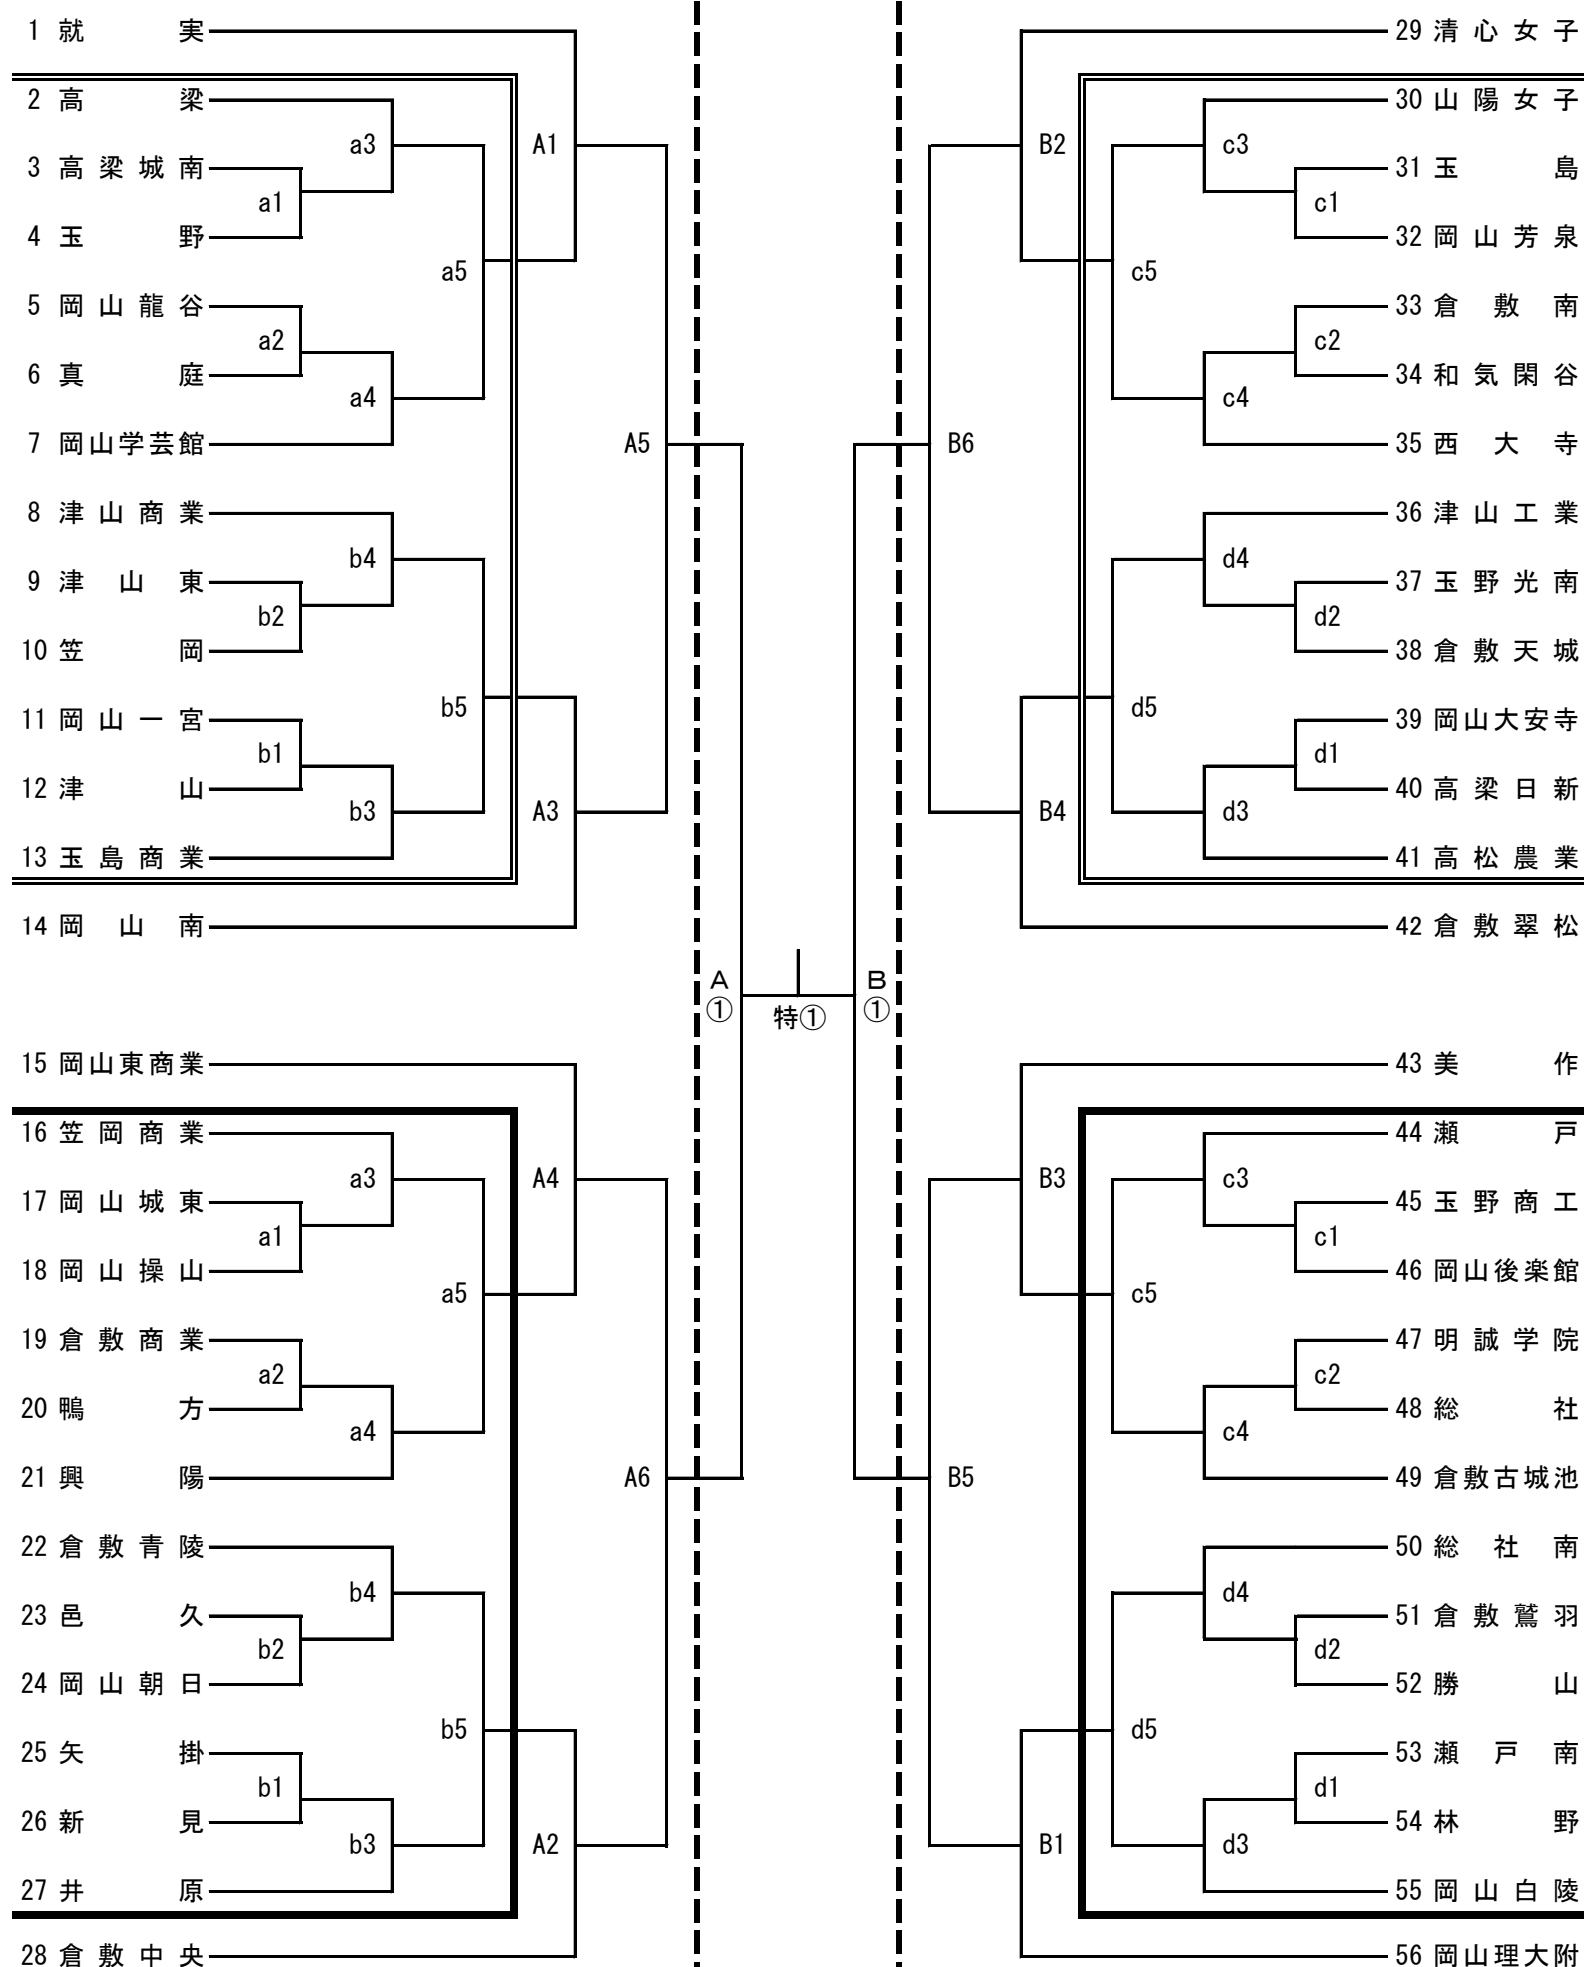 1 就実
2 高梁
a3
A1
3 高梁城南
a1
4 玉野
a5
5 岡山龍谷
a2
6 真庭
a4
7 岡山学芸館
A5
8 津山商業
b4
9 津山東
b2
10 笠岡
b5
11 岡山一宮
b1
12 津山
b3
A3
13 玉島商業
14 岡山南
15 岡山東商業
16 笠岡商業
a3
A4
17 岡山城東
a1
18 岡山操山
a5
19 倉敷商業
a2
20 鴨方
a4
21 興陽
A6
22 倉敷青陵
b4
23 邑久
b2
24 岡山朝日
b5
25 矢掛
b1
26 新見
b3
A2
27 井原
28 倉敷中央
A
①
特①
B
①
29 清心女子
30 山陽女子
B2
c3
31 玉島
c1
32 岡山芳泉
c5
33 倉敷南
c2
34 和気閑谷
c4
35 西大寺
B6
36 津山工業
d4
37 玉野光南
d2
38 倉敷天城
d5
39 岡山大安寺
d1
40 高梁日新
B4
d3
41 高松農業
42 倉敷翠松
43 美作
44 瀬戸
B3
c3
45 玉野商工
c1
46 岡山後楽館
c5
47 明誠学院
c2
48 総社
c4
49 倉敷古城池
B5
50 総社南
d4
51 倉敷鷲羽
d2
52 勝山
d5
53 瀬戸南
d1
54 林野
B1
d3
55 岡山白陵
56 岡山理大附